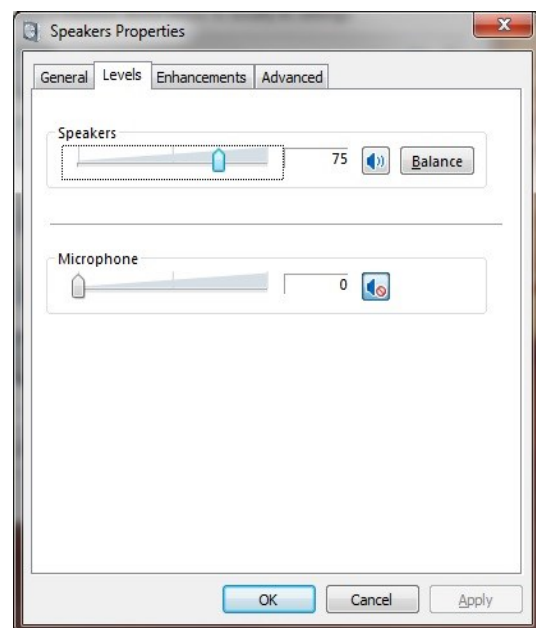 Speakers Properties
x
General Levels Enhancements Advanced
Speakers
75 Balance
Microphone
0
OK Cancel Apply